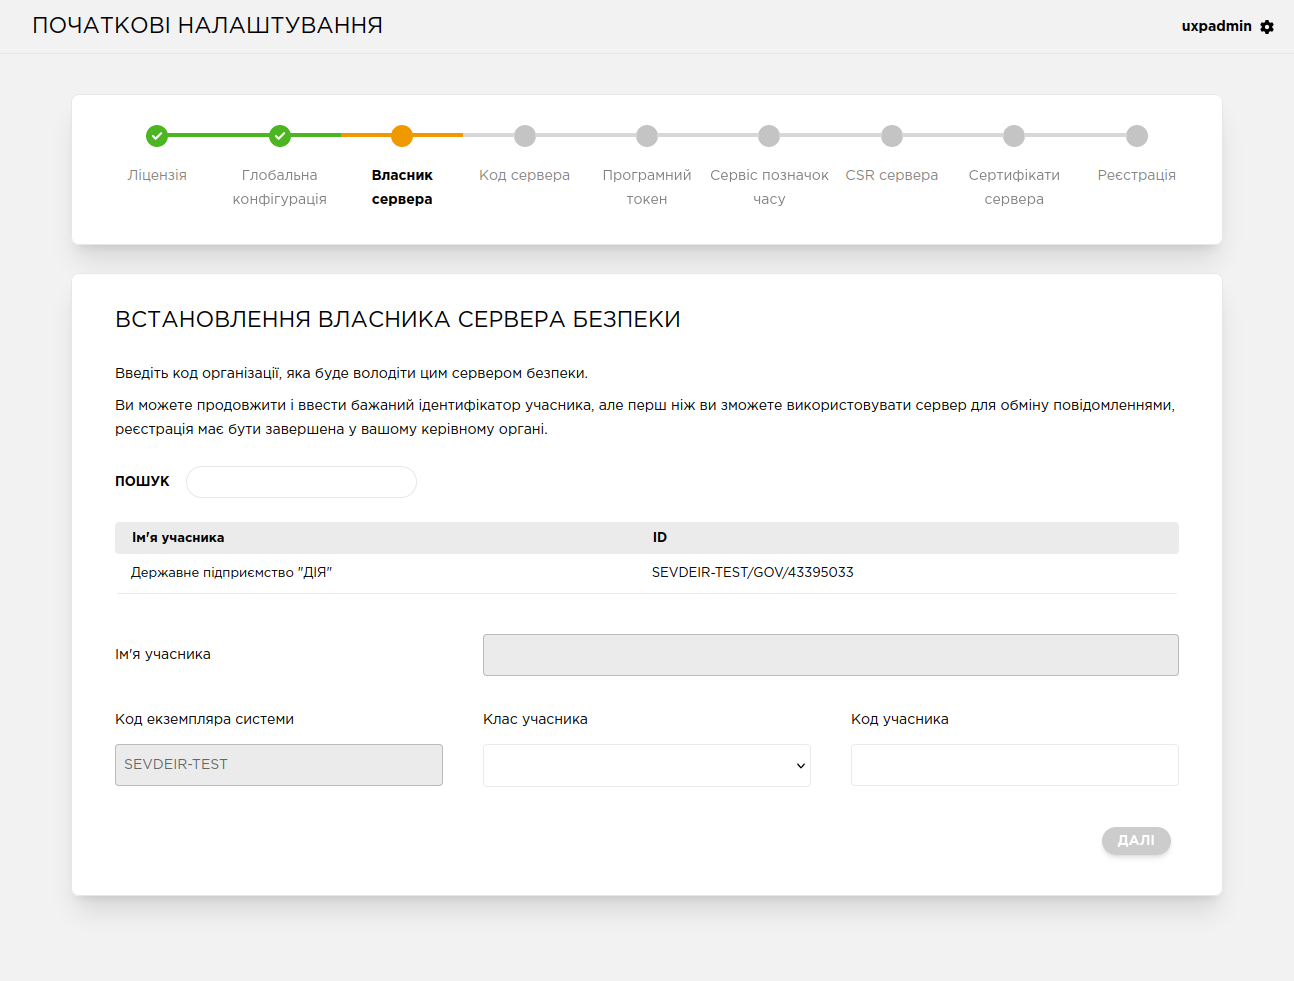 ПОЧАТКОВІ НАЛАШТУВАННЯ
uxpadmin
Ліцензія
Глобальна
конфігурація
Власник
сервера
Код сервера
Програмний
токен
Сервіс позначок
часу
CSR сервера
Сертифікати
сервера
Реєстрація
ВСТАНОВЛЕННЯ ВЛАСНИКА СЕРВЕРА БЕЗПЕКИ
Введіть код організації, яка буде володіти цим сервером безпеки.
Ви можете продовжити і ввести бажаний ідентифікатор учасника, але перш ніж ви зможете використовувати сервер для обміну повідомленнями,
реєстрація має бути завершена у вашому керівному органі.
ПОШУК
Ім'я учасника ID
Державне підприємство "ДІЯ" SEVDEIR-TEST/GOV/43395033
Ім'я учасника
Код екземпляра системи Клас учасника Код учасника
SEVDEIR-TEST
ДАЛІ